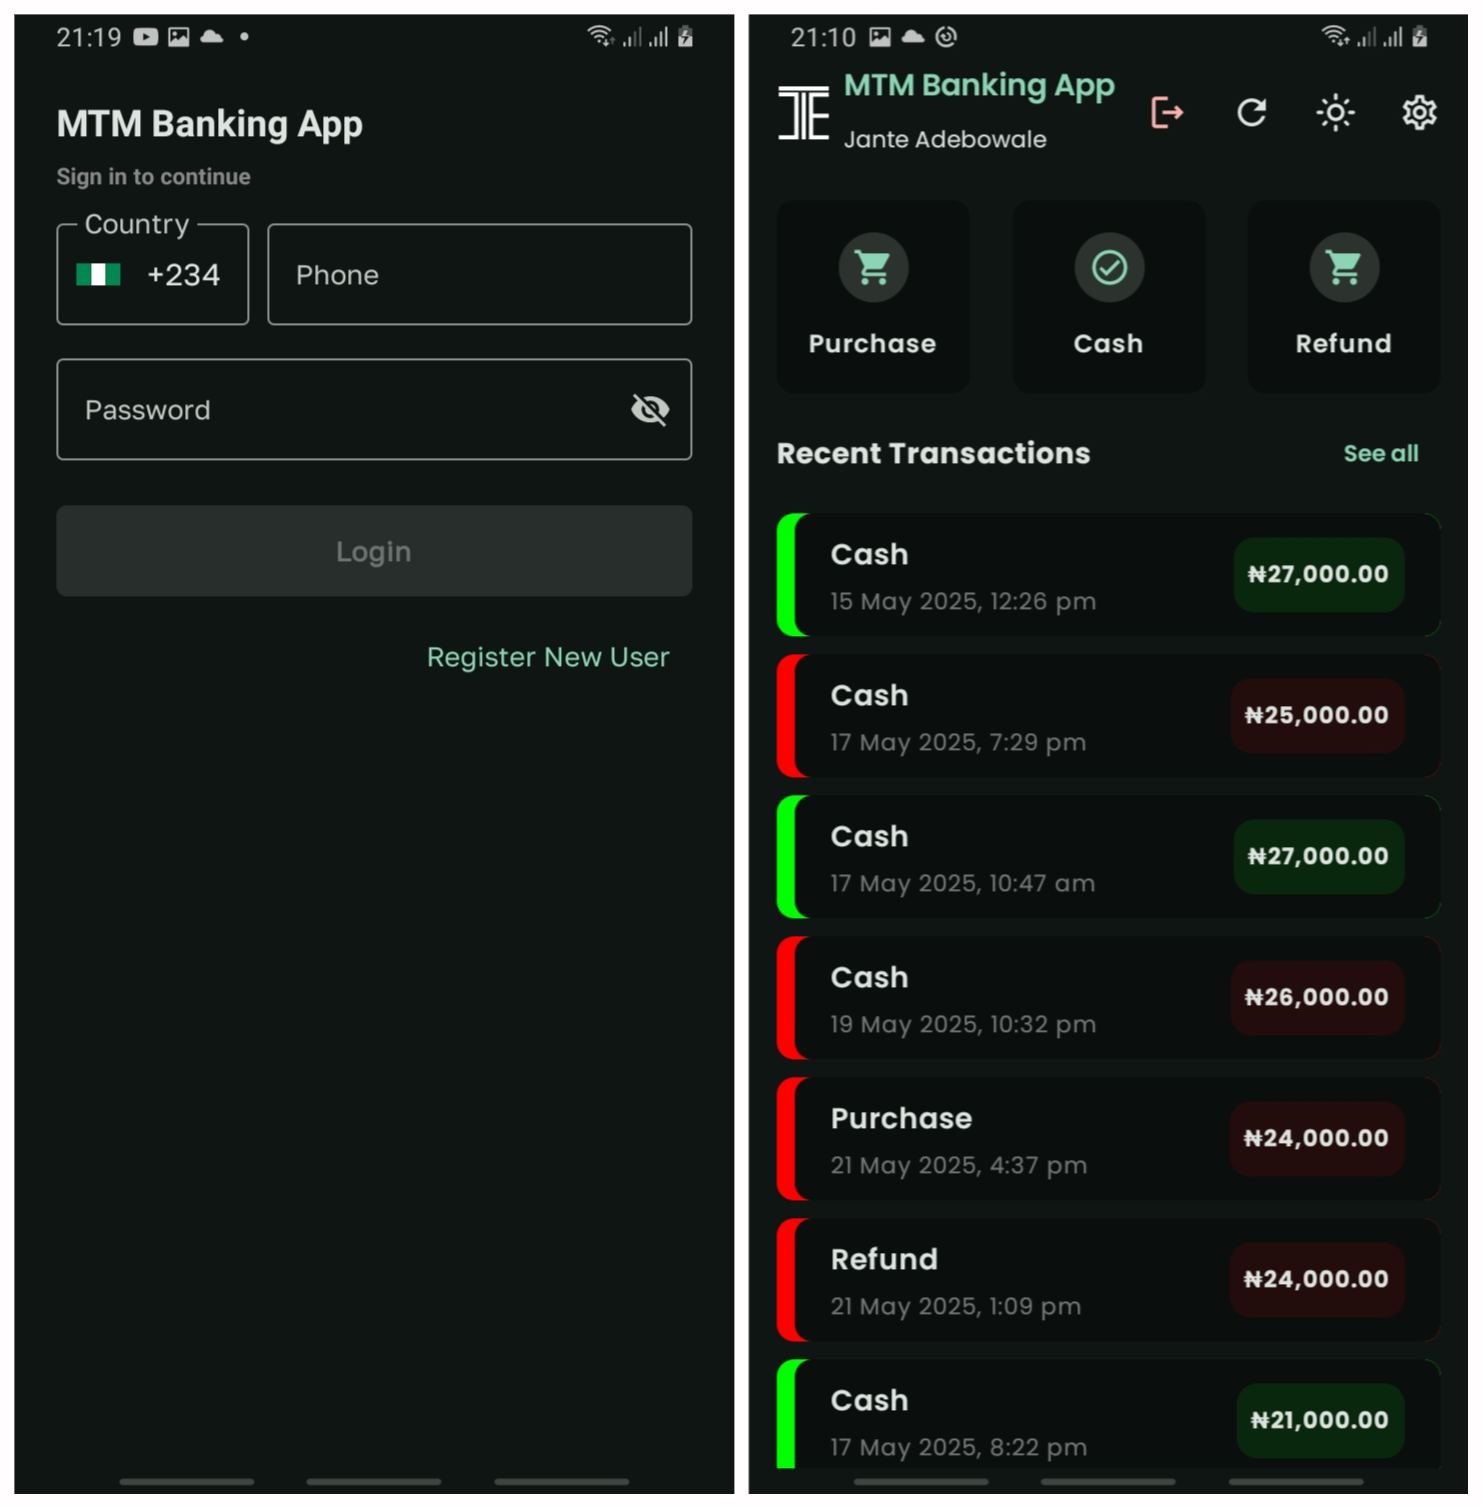 21:19
MTM Banking App
Sign in to continue
Country
+234
Phone
Password
Login
Register New User
21:10
MTM Banking App
Jante Adebowale
Purchase
Cash
Refund
Recent Transactions
See all
Cash
₦27,000.00
15 May 2025, 12:26 pm
Cash
₦25,000.00
17 May 2025, 7:29 pm
Cash
₦27,000.00
17 May 2025, 10:47 am
Cash
₦26,000.00
19 May 2025, 10:32 pm
Purchase
₦24,000.00
21 May 2025, 4:37 pm
Refund
₦24,000.00
21 May 2025, 1:09 pm
Cash
₦21,000.00
17 May 2025, 8:22 pm